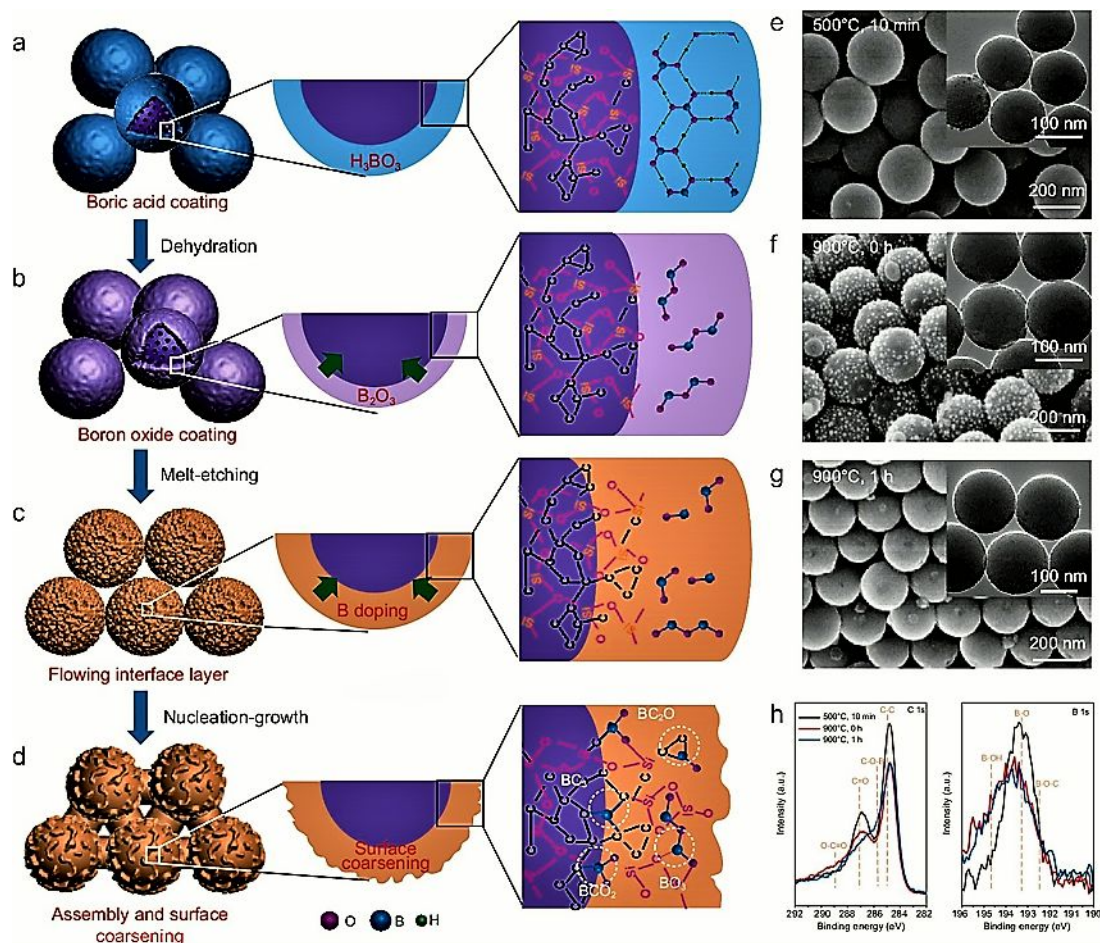 a
H₃BO₃
Boric acid coating
Dehydration
b
B₂O₃
Boron oxide coating
Melt-etching
c
B doping
Flowing interface layer
Nucleation-growth
d
Surface
coarsening
BC₂O
BCO₂
Assembly and surface
coarsening
O
B
H
e
500°C, 10 min
100 nm
200 nm
f
900°C, 0 h
100 nm
200 nm
g
900°C, 1 h
100 nm
200 nm
h
500°C, 10 min
900°C, 0 h
900°C, 1 h
C 1s
C-C
C=O
O-C=O
Intensity (a.u.)
292 290 288 286 284 282
Binding energy (eV)
B 1s
B-O
B-OH
B-O-C
Intensity (a.u.)
196 195 194 193 192 191 190
Binding energy (eV)